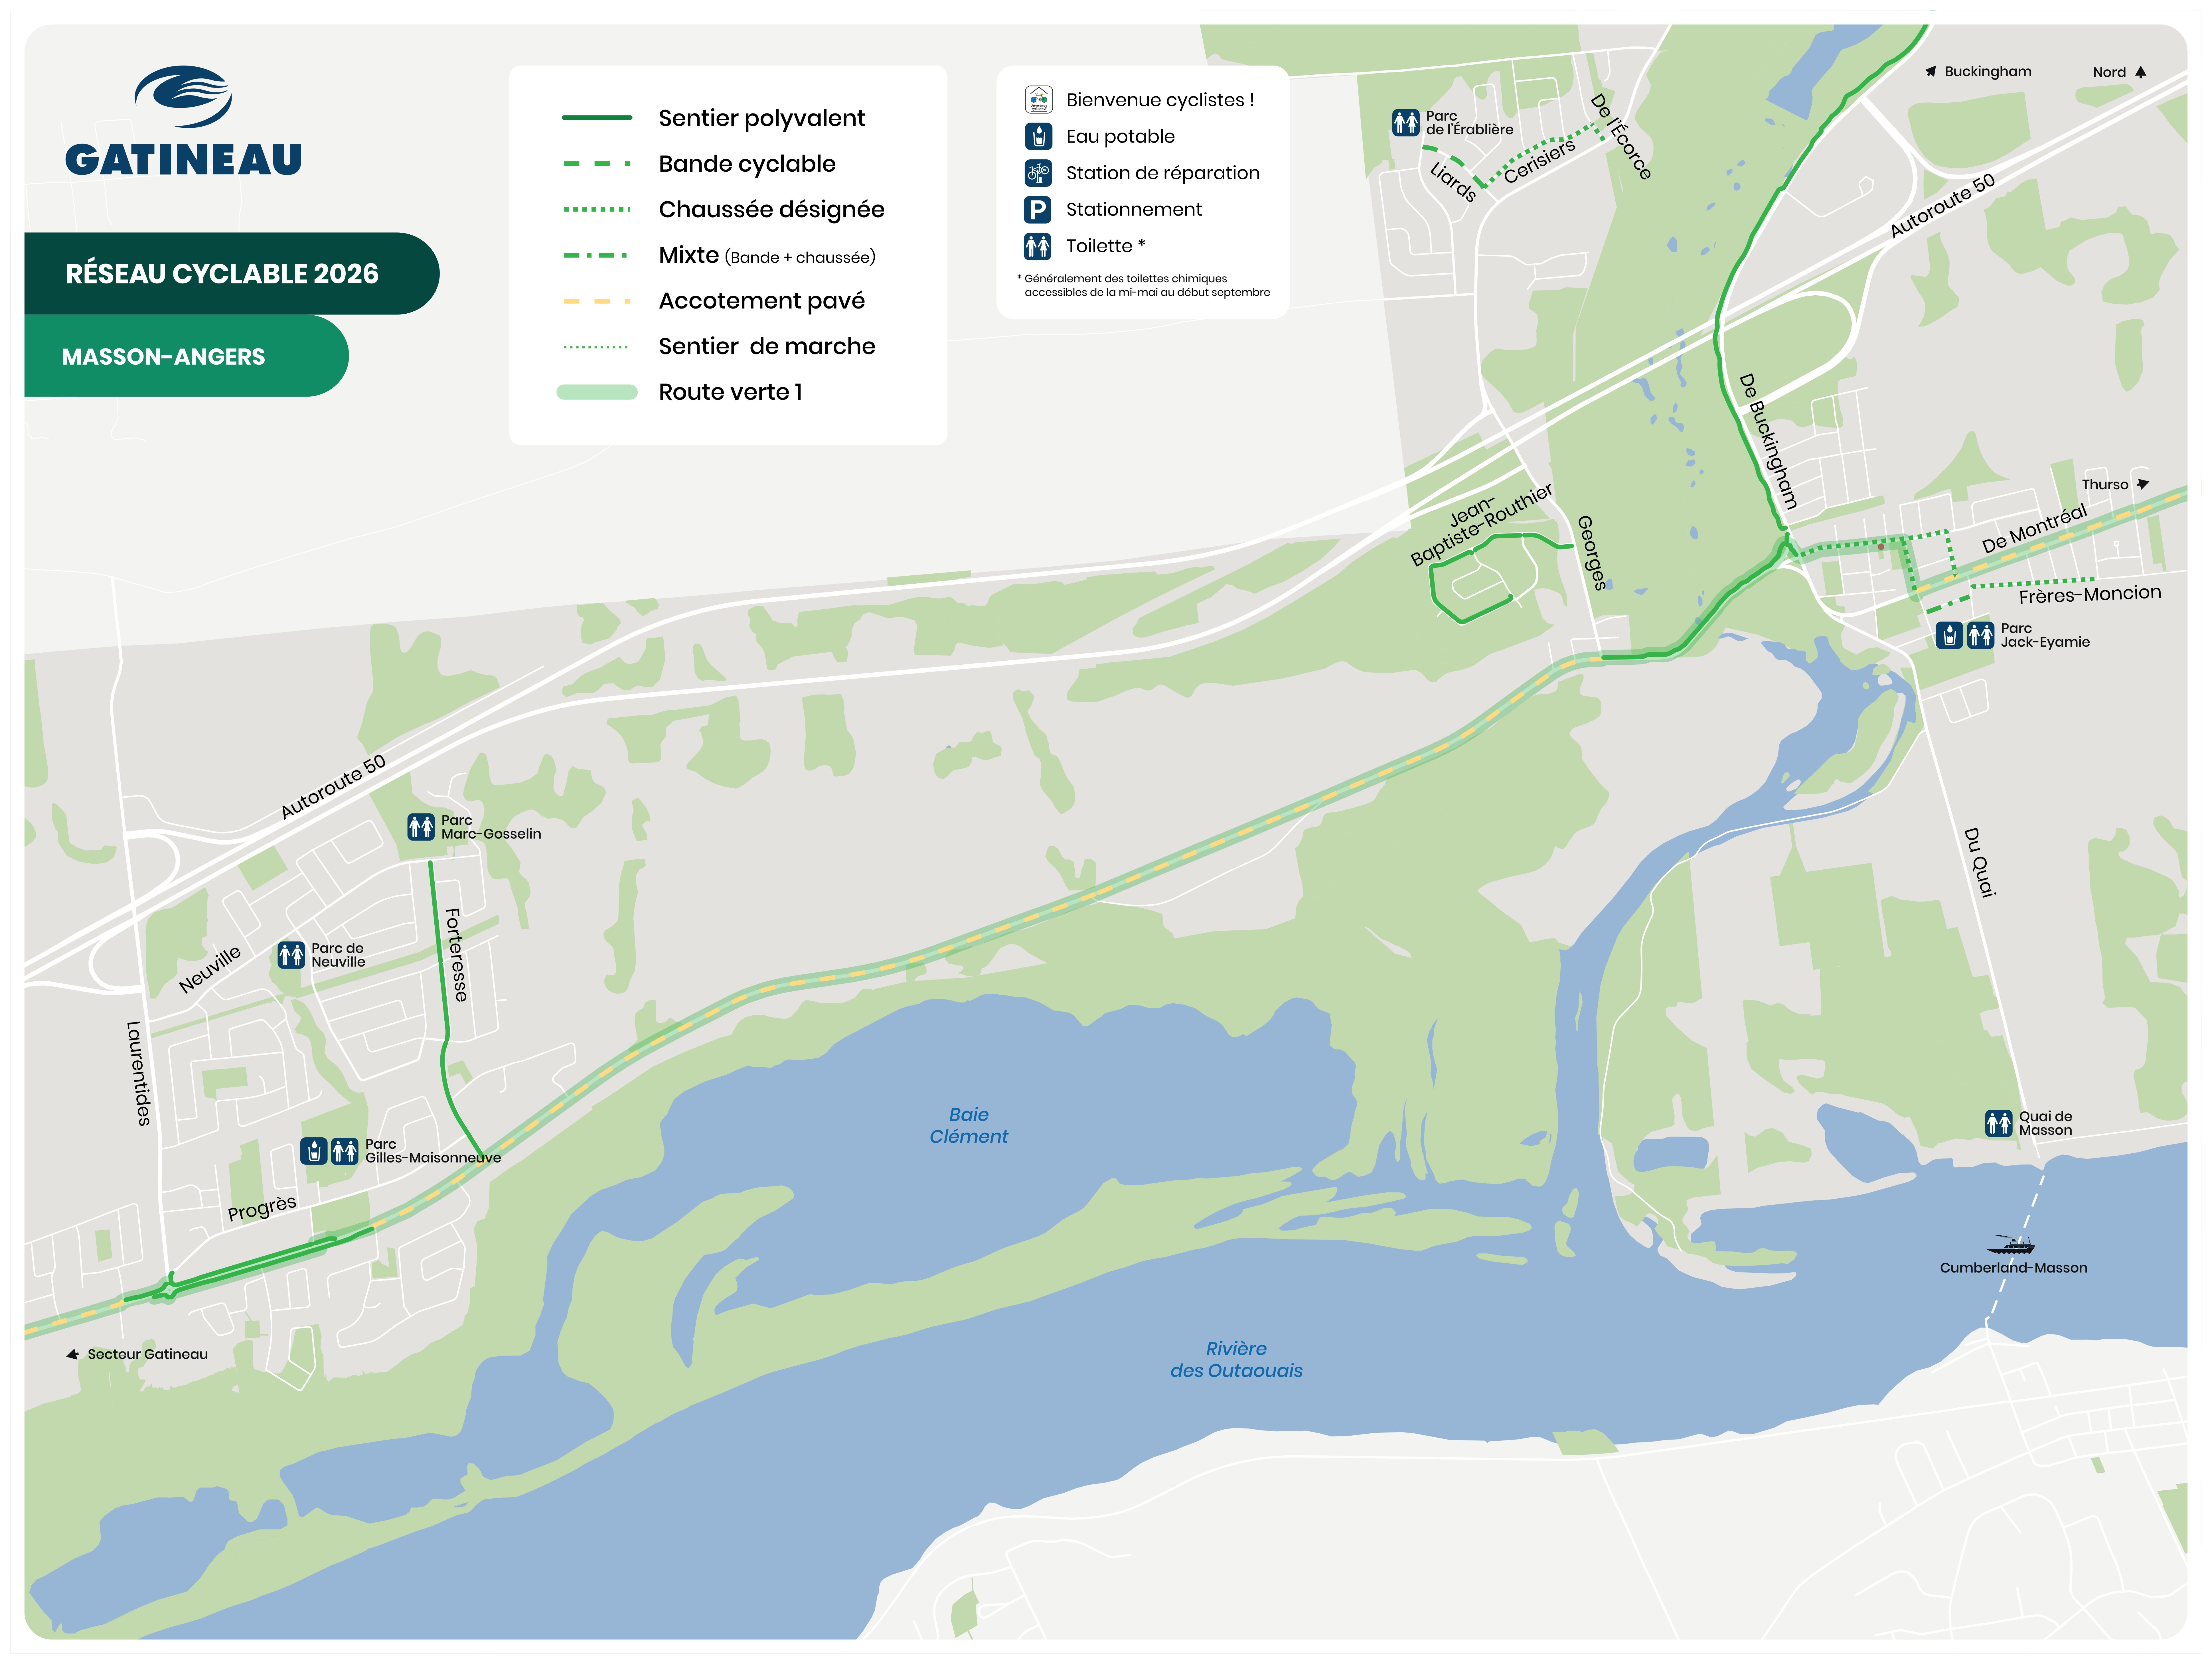 GATINEAU
RÉSEAU CYCLABLE 2026
MASSON-ANGERS
Sentier polyvalent
Bande cyclable
Chaussée désignée
Mixte (Bande + chaussée)
Accotement pavé
Sentier de marche
Route verte 1
Bienvenue cyclistes !
Eau potable
Station de réparation
P
Stationnement
Toilette *
* Généralement des toilettes chimiques
accessibles de la mi-mai au début septembre
Buckingham
Nord
Parc
de l'Érablière
De l'Écorce
Cerisiers
Liards
Autoroute 50
De Buckingham
Thurso
Jean-
Baptiste-Routhier
Georges
De Montréal
Frères-Moncion
Parc
Jack-Eyamie
Autoroute 50
Parc
Marc-Gosselin
Du Quai
Forteresse
Parc de
Neuville
Neuville
Laurentides
Baie
Clément
Quai de
Masson
Parc
Gilles-Maisonneuve
Progrès
Cumberland-Masson
Secteur Gatineau
Rivière
des Outaouais